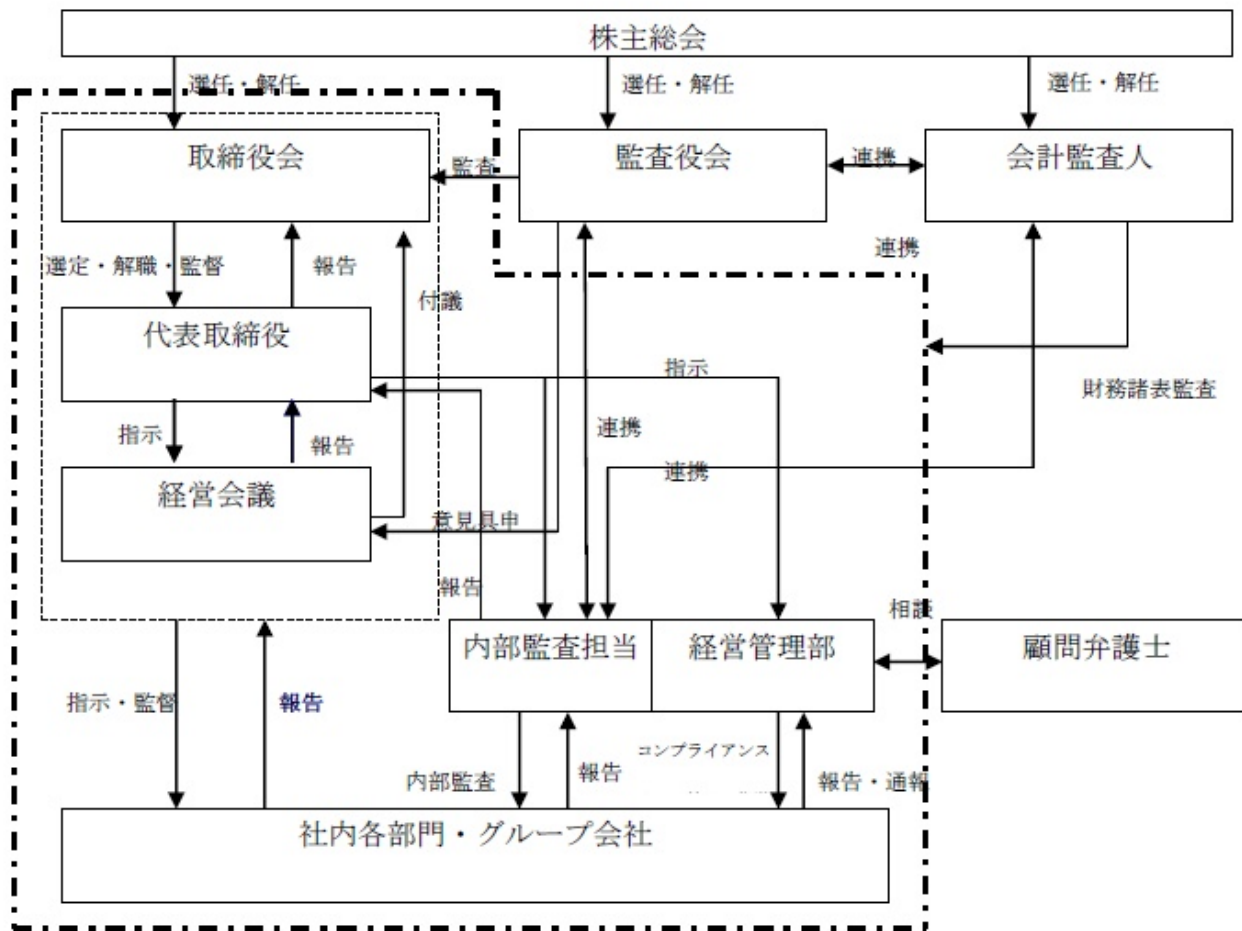 株主総会
選任・解任
選任・解任
選任・解任
取締役会
監査
監査役会
連携
会計監査人
選定・解職・監督
報告
付議
連携
代表取締役
指示
財務諸表監査
指示
報告
連携
連携
経営会議
意見具申
報告
相談
内部監査担当
経営管理部
顧問弁護士
指示・監督
報告
コンプライアンス
内部監査
報告
報告・通報
社内各部門・グループ会社